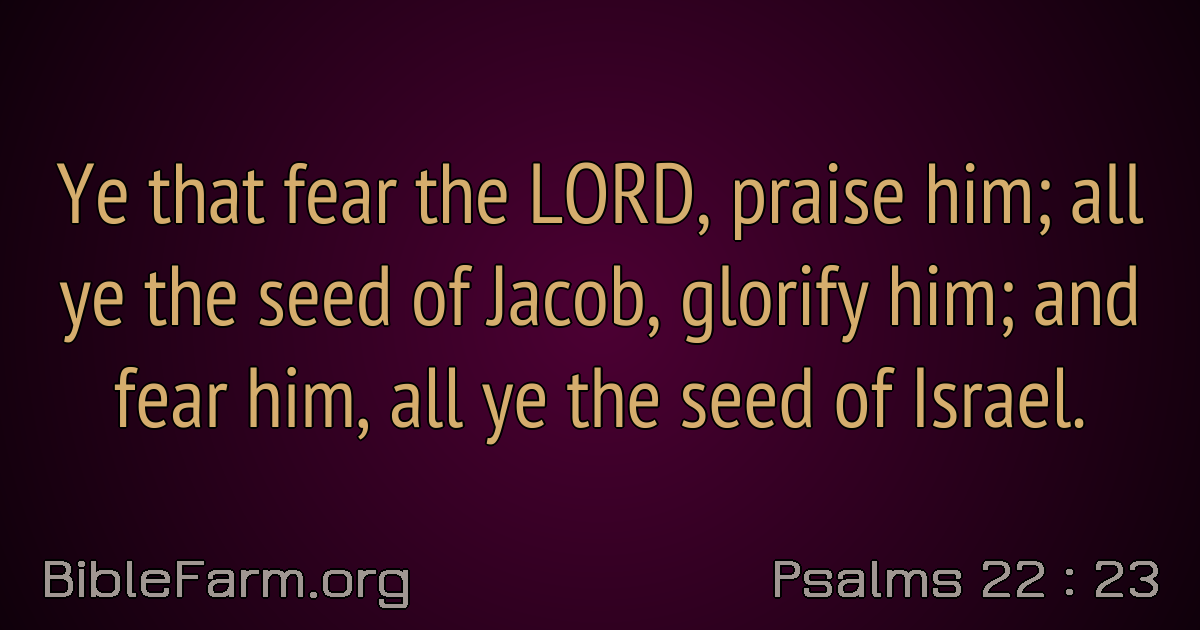 Ye that fear the LORD, praise him; all
ye the seed of Jacob, glorify him; and
fear him, all ye the seed of Israel.
BibleFarm.org
Psalms 22 : 23